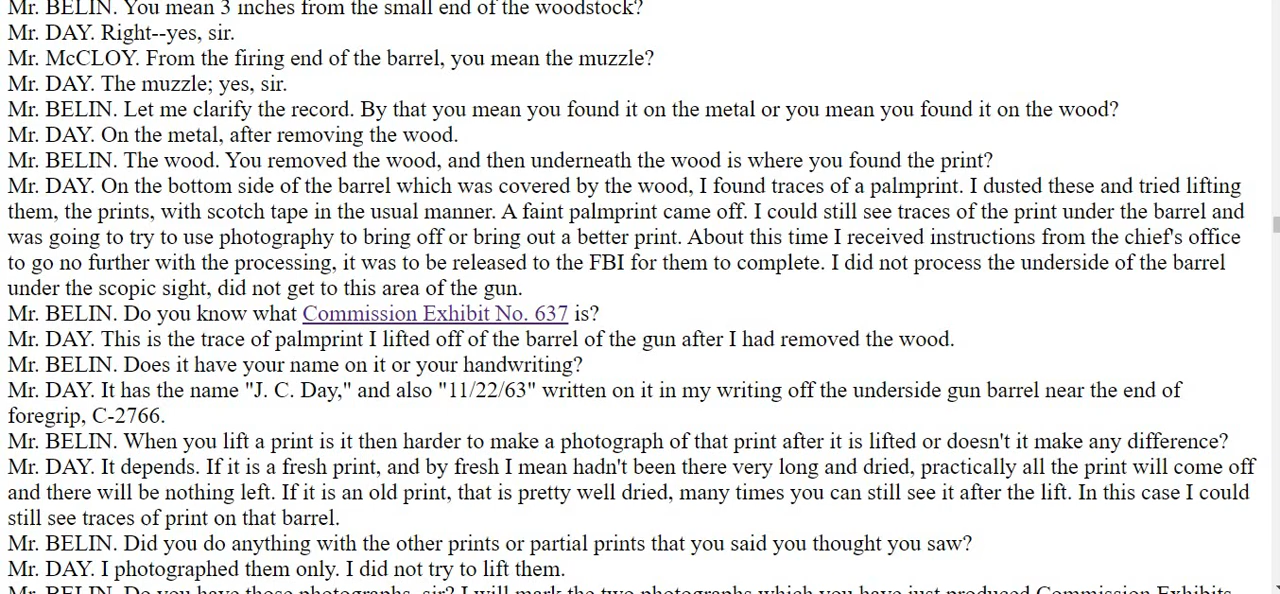 Mr. BELIN. You mean 3 inches from the small end of the woodstock?
Mr. DAY. Right--yes, sir.
Mr. McCLOY. From the firing end of the barrel, you mean the muzzle?
Mr. DAY. The muzzle; yes, sir.
Mr. BELIN. Let me clarify the record. By that you mean you found it on the metal or you mean you found it on the wood?
Mr. DAY. On the metal, after removing the wood.
Mr. BELIN. The wood. You removed the wood, and then underneath the wood is where you found the print?
Mr. DAY. On the bottom side of the barrel which was covered by the wood, I found traces of a palmprint. I dusted these and tried lifting
them, the prints, with scotch tape in the usual manner. A faint palmprint came off. I could still see traces of the print under the barrel and
was going to try to use photography to bring off or bring out a better print. About this time I received instructions from the chief's office
to go no further with the processing, it was to be released to the FBI for them to complete. I did not process the underside of the barrel
under the scopic sight, did not get to this area of the gun.
Mr. BELIN. Do you know what Commission Exhibit No. 637 is?
Mr. DAY. This is the trace of palmprint I lifted off of the barrel of the gun after I had removed the wood.
Mr. BELIN. Does it have your name on it or your handwriting?
Mr. DAY. It has the name "J. C. Day," and also "11/22/63" written on it in my writing off the underside gun barrel near the end of
foregrip, C-2766.
Mr. BELIN. When you lift a print is it then harder to make a photograph of that print after it is lifted or doesn't it make any difference?
Mr. DAY. It depends. If it is a fresh print, and by fresh I mean hadn't been there very long and dried, practically all the print will come off
and there will be nothing left. If it is an old print, that is pretty well dried, many times you can still see it after the lift. In this case I could
still see traces of print on that barrel.
Mr. BELIN. Did you do anything with the other prints or partial prints that you said you thought you saw?
Mr. DAY. I photographed them only. I did not try to lift them.
Mr. BELIN. Do you have those photographs, sir? I will mark the two photographs which you have just produced Commission Exhibits